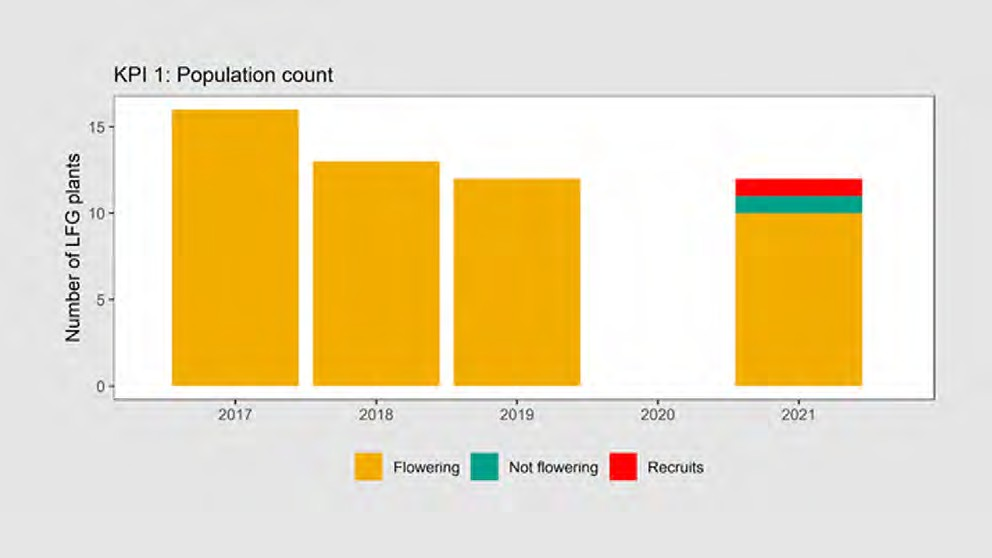 KPI 1: Population count
Number of LFG plants
15
10
5
0
2017 2018 2019 2020 2021
Flowering Not flowering Recruits